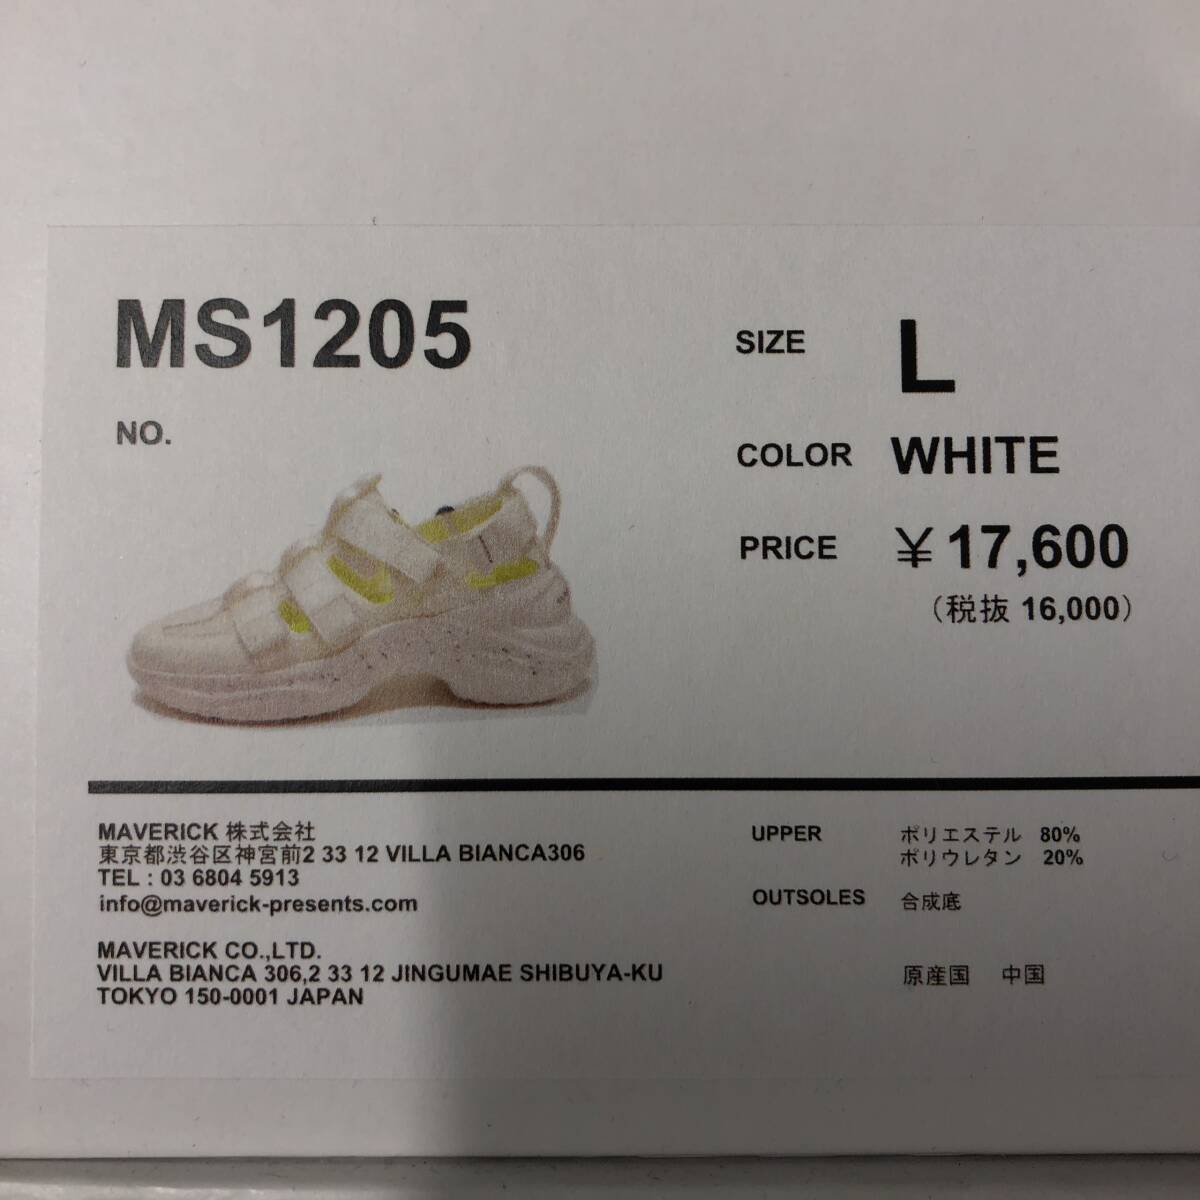 MS1205
NO.
SIZE L
COLOR WHITE
PRICE ¥17,600
（税抜 16,000）
MAVERICK 株式会社
東京都渋谷区神宮前2 33 12 VILLA BIANCA306
TEL : 03 6804 5913
info@maverick-presents.com
MAVERICK CO.,LTD.
VILLA BIANCA 306,2 33 12 JINGUMAE SHIBUYA-KU
TOKYO 150-0001 JAPAN
UPPER ポリエステル 80%
ポリウレタン 20%
OUTSOLES 合成底
原産国 中国